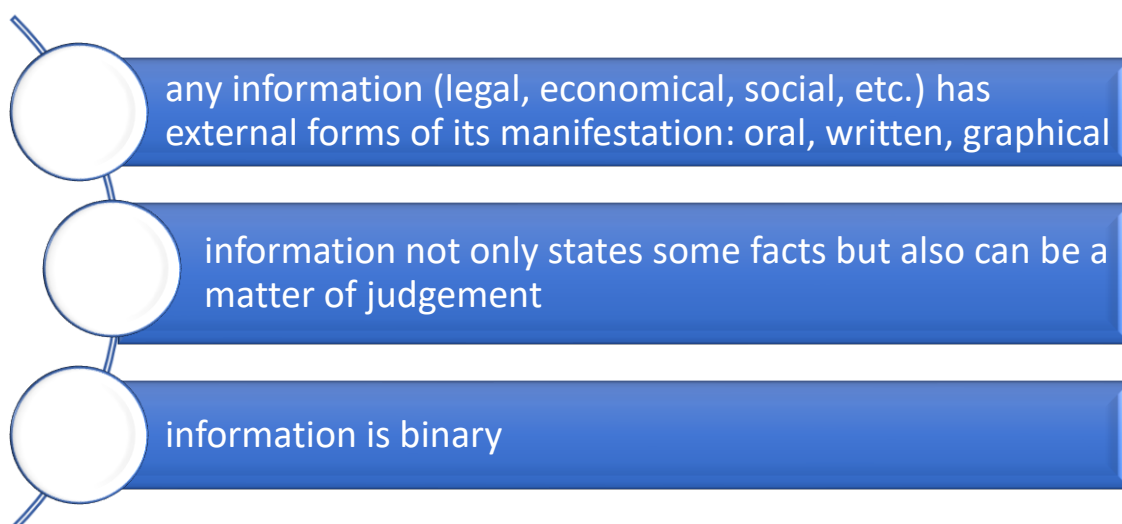 any information (legal, economical, social, etc.) has
external forms of its manifestation: oral, written, graphical
information not only states some facts but also can be a
matter of judgement
information is binary